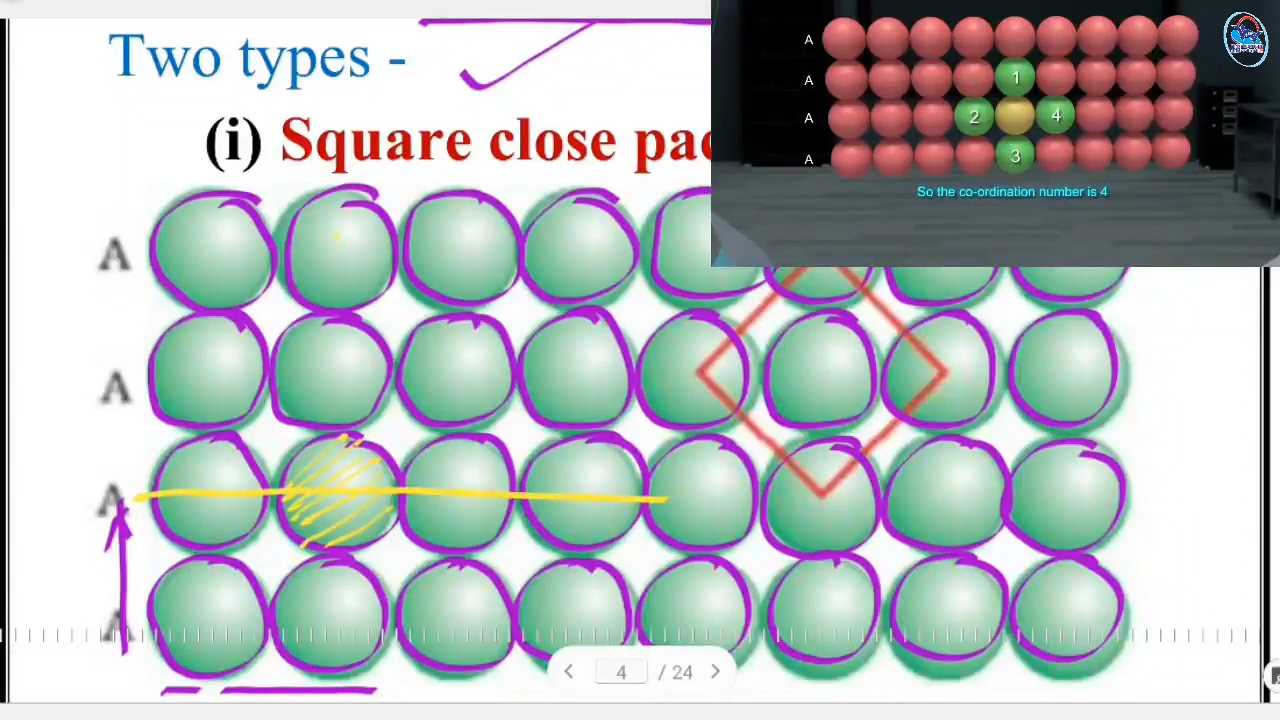 Two types -
(i) Square close pac
A
A
A
A
A
A
A
A
1
2
4
3
So the co-ordination number is 4
4 / 24